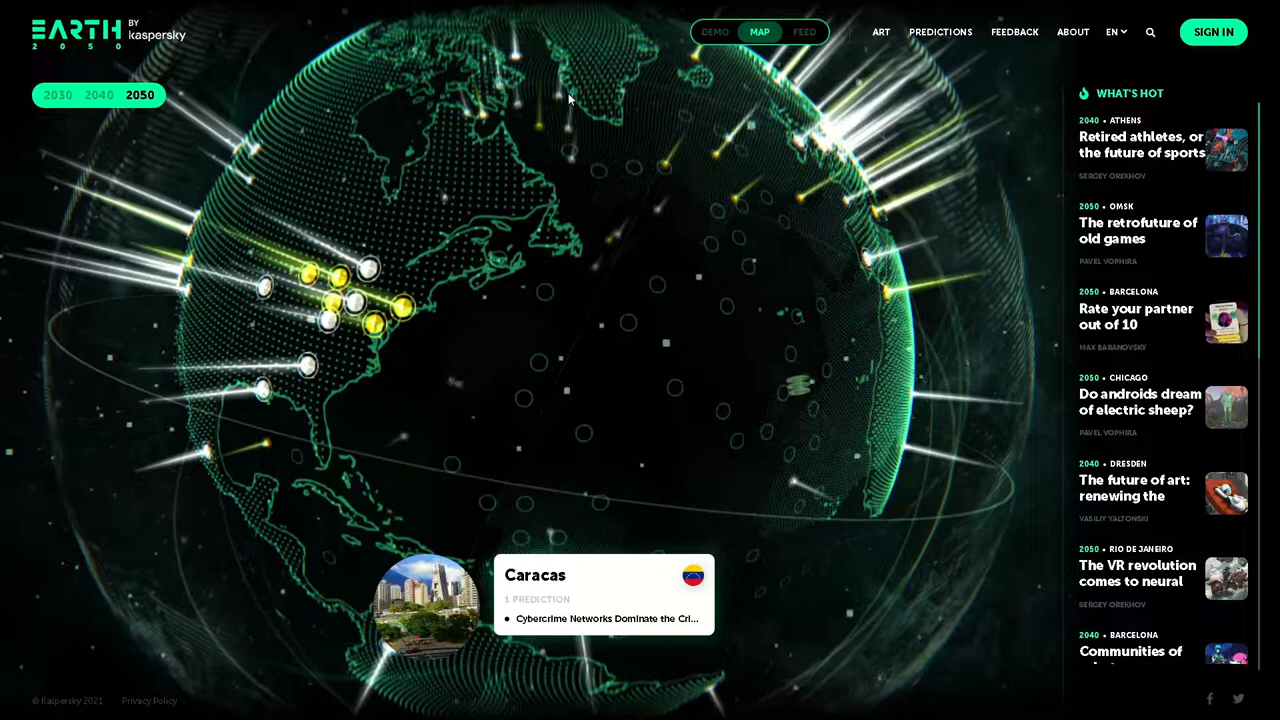 EARTH BY
kaspersky
2 0 5 0
DEMO MAP FEED
ART PREDICTIONS FEEDBACK ABOUT EN SIGN IN
2030 2040 2050
WHAT'S HOT
2040 • ATHENS
Retired athletes, or
the future of sports
SERGEY OREKHOV
2050 • OMSK
The retrofuture of
old games
PAVEL VOPHIRA
2050 • BARCELONA
Rate your partner
out of 10
MAX BARANOVSKY
2050 • CHICAGO
Do androids dream
of electric sheep?
PAVEL VOPHIRA
2040 • DRESDEN
The future of art:
renewing the
VASILIY YALTONSKI
2050 • RIO DE JANEIRO
The VR revolution
comes to neural
SERGEY OREKHOV
2040 • BARCELONA
Communities of
Caracas
1 PREDICTION
• Cybercrime Networks Dominate the Cri...
© Kaspersky 2021 Privacy Policy